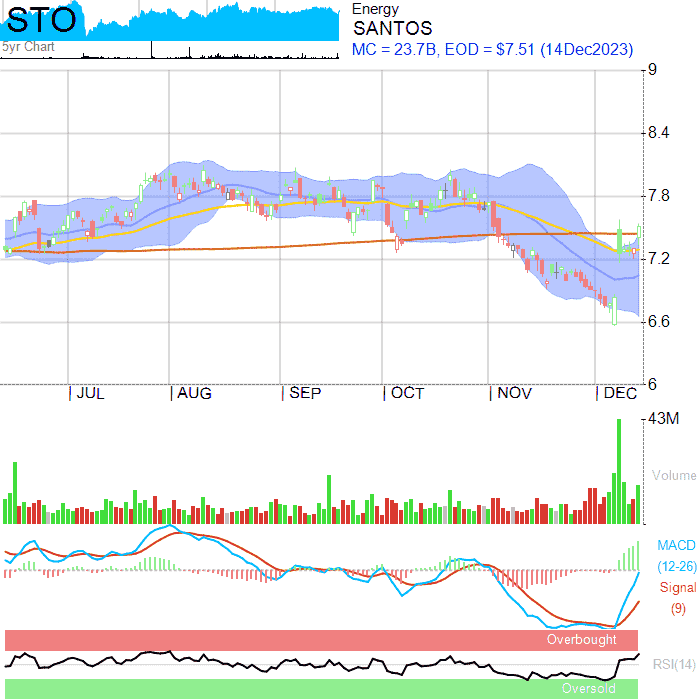 STO
5yr Chart
Energy
SANTOS
MC = 23.7B, EOD = $7.51 (14Dec2023)
9
8.4
7.8
7.2
6.6
6
JUL AUG SEP OCT NOV DEC
43M
Volume
MACD
(12-26)
Signal
(9)
Overbought
RSI(14)
Oversold